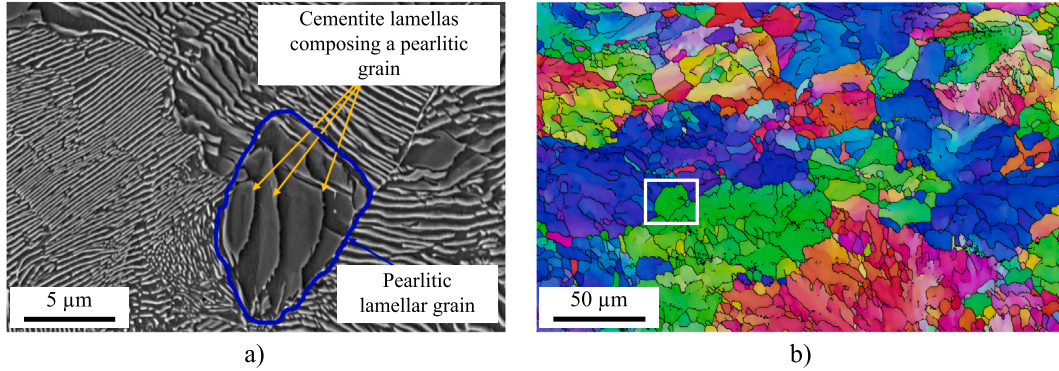 Cementite lamellas
composing a pearlitic
grain
Pearlitic
lamellar grain
5 µm
50 µm
a)
b)